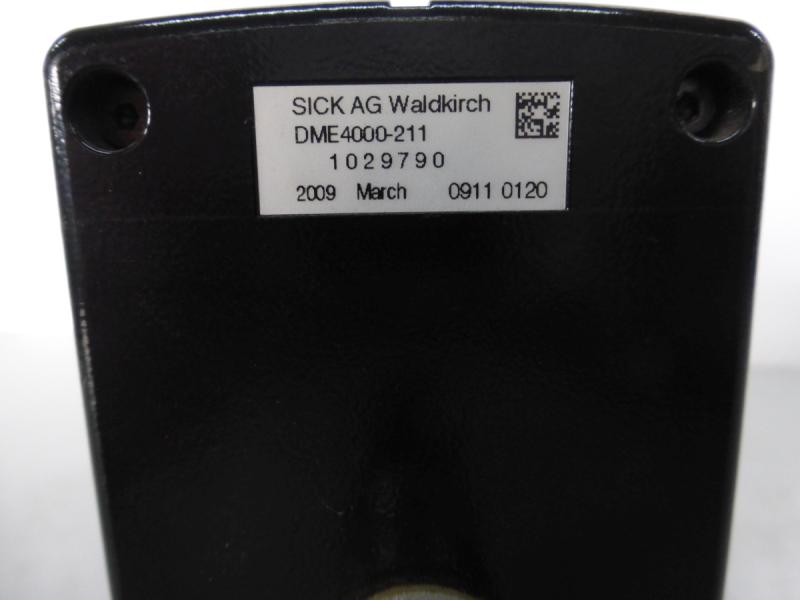 SICK AG Waldkirch
DME4000-211
1029790
2009 March 0911 0120